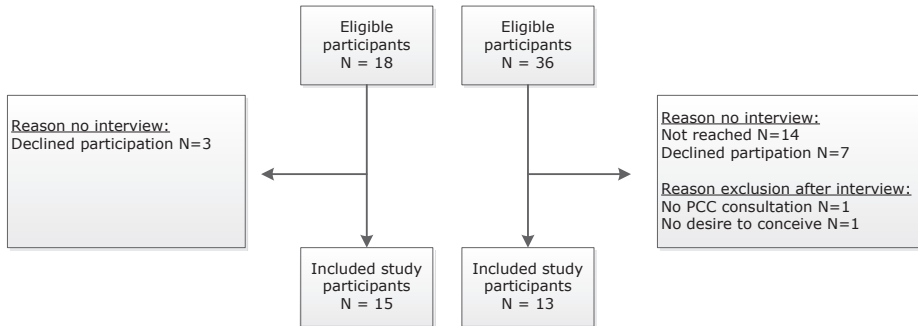 Eligible
participants
N = 18
Eligible
participants
N = 36
Reason no interview:
Declined participation N=3
Reason no interview:
Not reached N=14
Declined partipation N=7
Reason exclusion after interview:
No PCC consultation N=1
No desire to conceive N=1
Included study
participants
N = 15
Included study
participants
N = 13